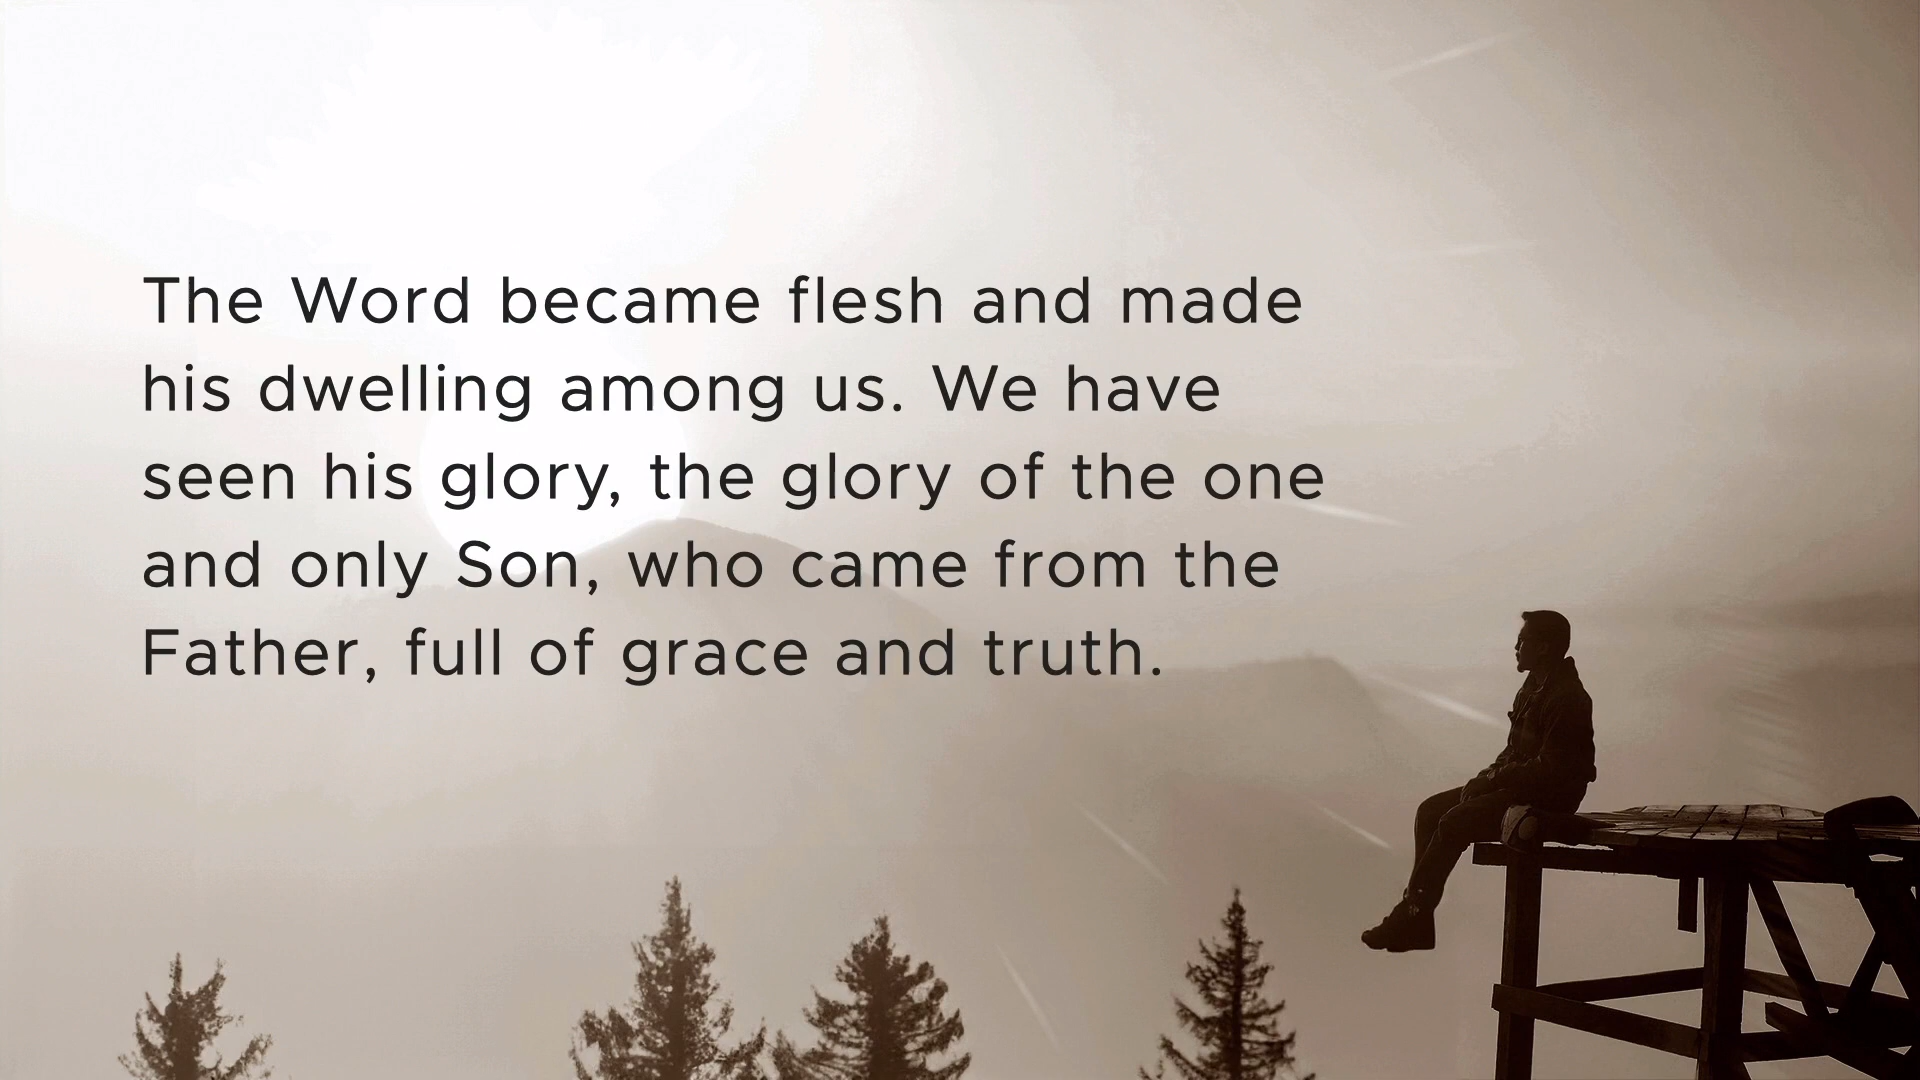 The Word became flesh and made
his dwelling among us. We have
seen his glory, the glory of the one
and only Son, who came from the
Father, full of grace and truth.